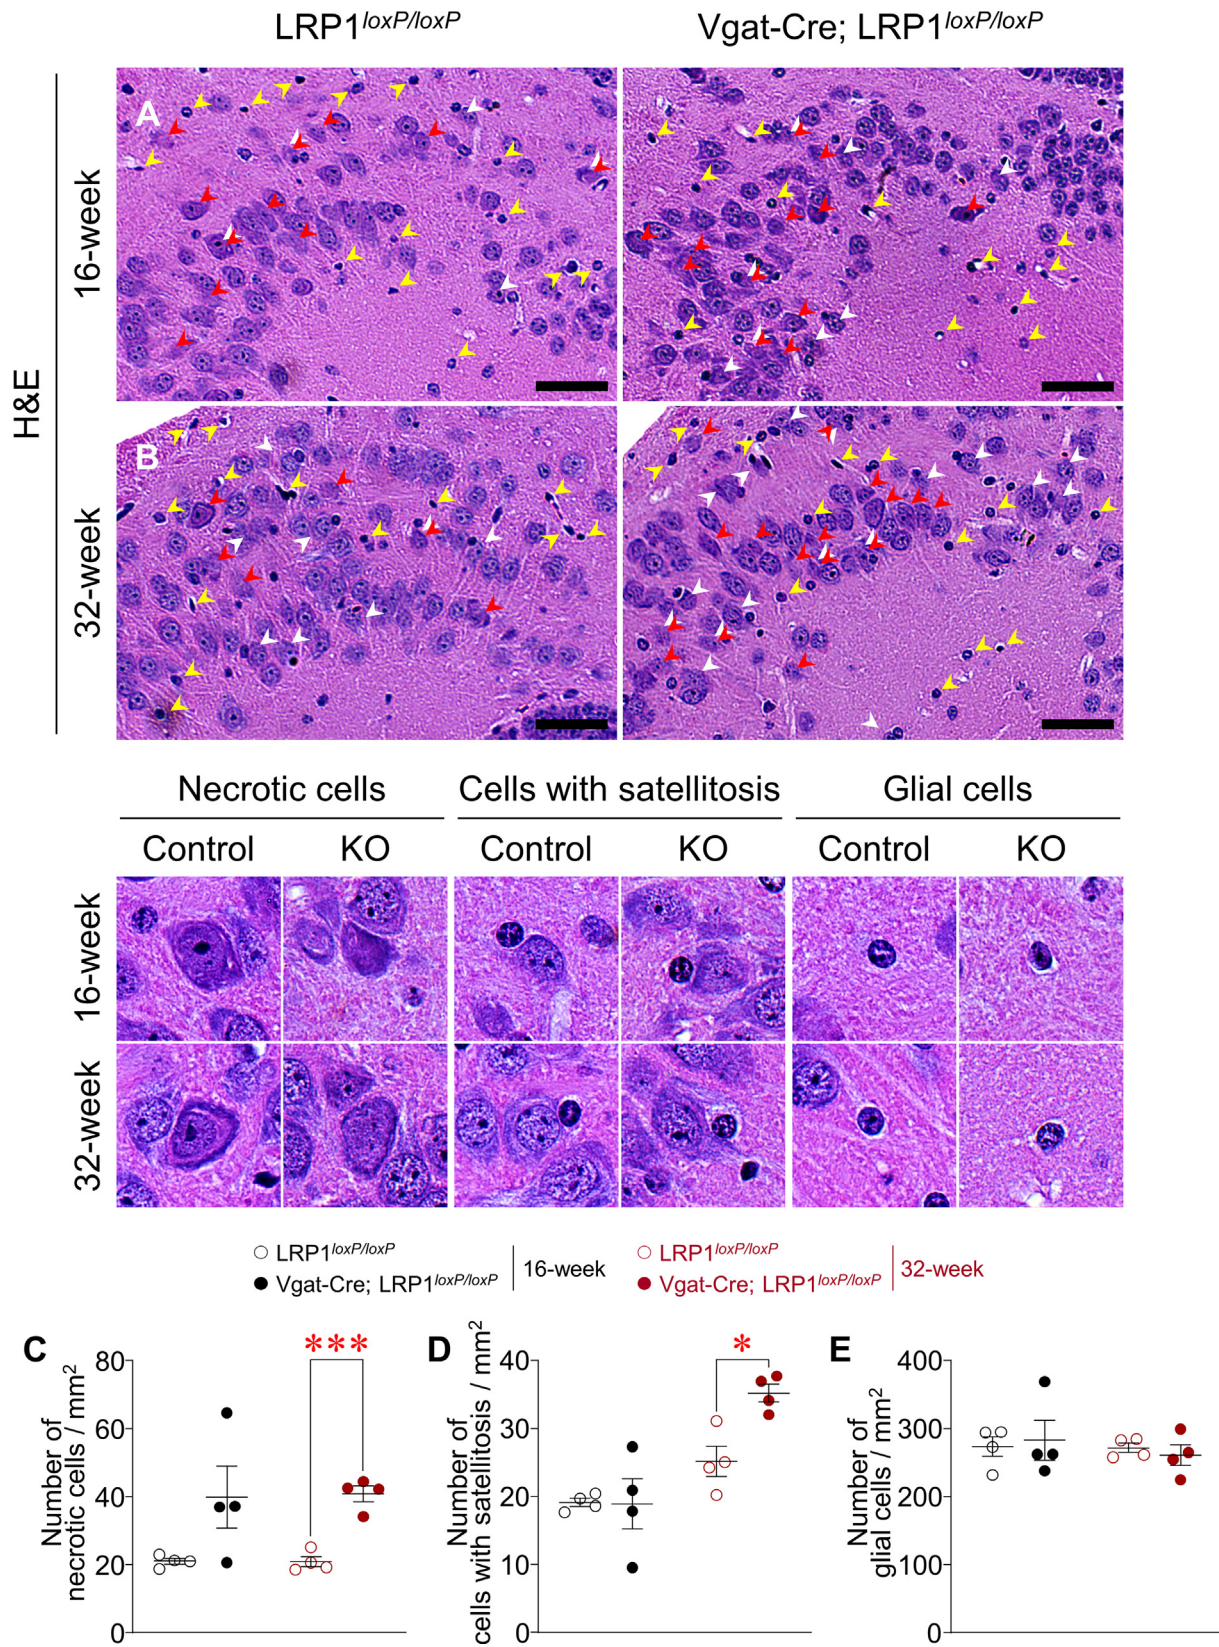 LRP1loxP/loxP
Vgat-Cre; LRP1loxP/loxP
H&E
16-week
A
32-week
B
Necrotic cells
Cells with satellitosis
Glial cells
Control
KO
Control
KO
Control
KO
16-week
32-week
LRP1loxP/loxP
Vgat-Cre; LRP1loxP/loxP
16-week
LRP1loxP/loxP
Vgat-Cre; LRP1loxP/loxP
32-week
C
Number of
necrotic cells / mm2
80
60
40
20
0
***
D
Number of
cells with satellitosis / mm2
40
30
20
10
0
*
E
Number of
glial cells / mm2
400
300
200
100
0